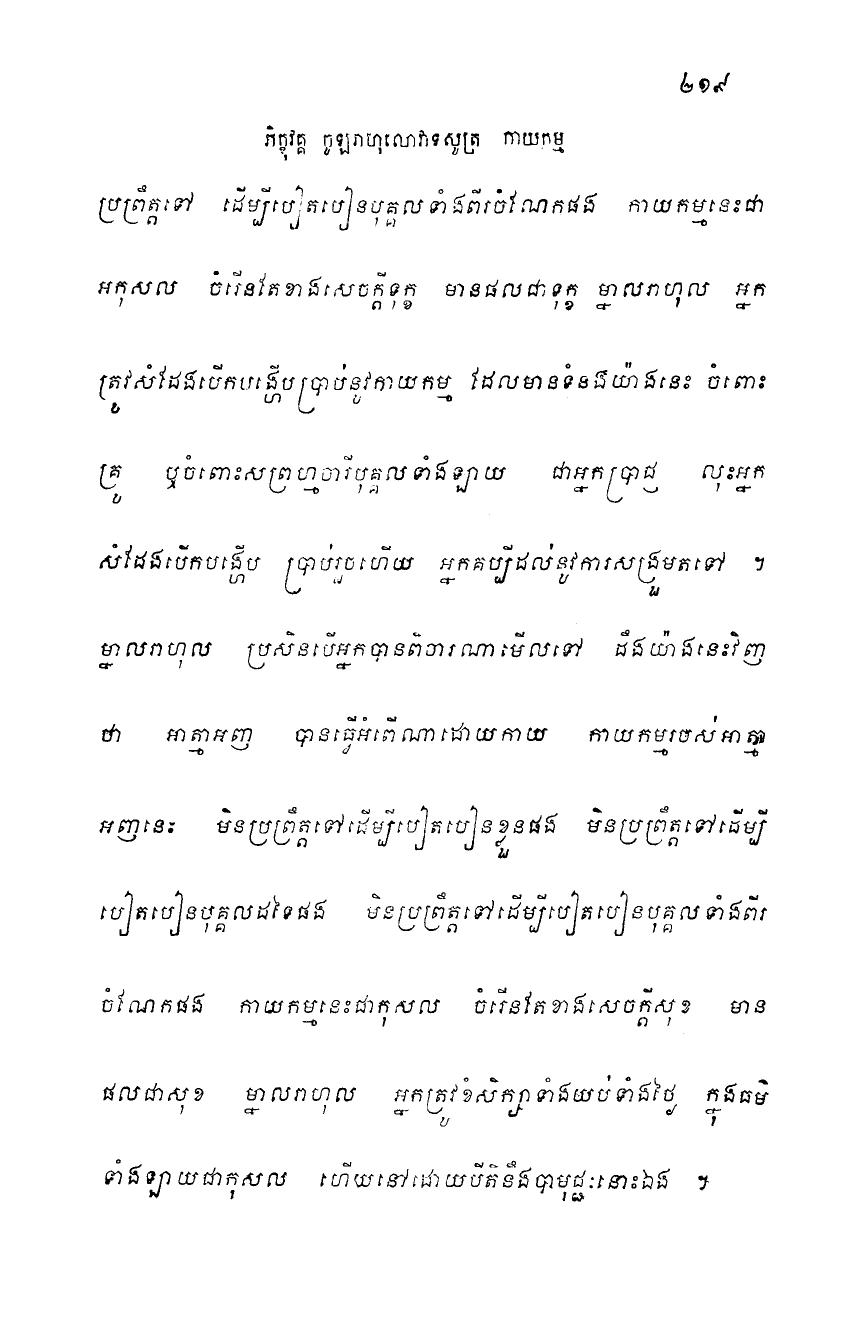 ២១៩
ភិក្ខុវគ្គ ចូឡរាហុលោវាទសូត្រ កាយកម្ម
ប្រព្រឹត្តទៅ ដើម្បីបៀតបៀនបុគ្គលទាំងពីរចំណែកផង កាយកម្មនេះជា
អកុសល ចំរើនតែខាងសេចក្តីទុក្ខ មានផលជាទុក្ខ ម្នាលរាហុល អ្នក
ត្រូវសំដែងបើកបង្ហើបប្រាប់នូវកាយកម្ម ដែលមានទំនងយ៉ាងនេះ ចំពោះ
គ្រូ ឬចំពោះសព្រហ្មចារីបុគ្គលទាំងឡាយ ជាអ្នកប្រាជ្ញ លុះអ្នក
សំដែងបើកបង្ហើប ប្រាប់រួចហើយ អ្នកគប្បីដល់នូវការសង្រួមតទៅ ។
ម្នាលរាហុល ប្រសិនបើអ្នកបានពិចារណាមើលទៅ ដឹងយ៉ាងនេះវិញ
ថា អាត្មាអញ បានធ្វើអំពើណាដោយកាយ កាយកម្មរបស់អាត្មា
អញនេះ មិនប្រព្រឹត្តទៅដើម្បីបៀតបៀនខ្លួនផង មិនប្រព្រឹត្តទៅដើម្បី
បៀតបៀនបុគ្គលដទៃផង មិនប្រព្រឹត្តទៅដើម្បីបៀតបៀនបុគ្គលទាំងពីរ
ចំណែកផង កាយកម្មនេះជាកុសល ចំរើនតែខាងសេចក្តីសុខ មាន
ផលជាសុខ ម្នាលរាហុល អ្នកត្រូវខំសិក្សាទាំងយប់ទាំងថ្ងៃ ក្នុងធម៌
ទាំងឡាយជាកុសល ហើយនៅដោយបីតិនឹងបាមុជ្ជៈនោះឯង ។